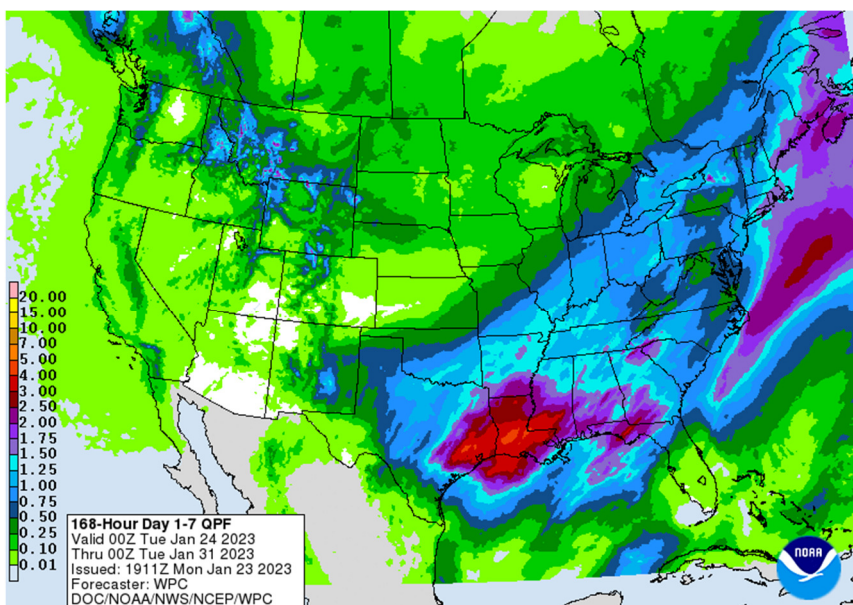 20.00
15.00
10.00
7.00
5.00
4.00
3.00
2.50
2.00
1.75
1.50
1.25
1.00
0.75
0.50
0.25
0.10
0.01
168-Hour Day 1-7 QPF
Valid 00Z Tue Jan 24 2023
Thru 00Z Tue Jan 31 2023
Issued: 1911Z Mon Jan 23 2023
Forecaster: WPC
DOC/NOAA/NWS/NCEP/WPC
NOAA